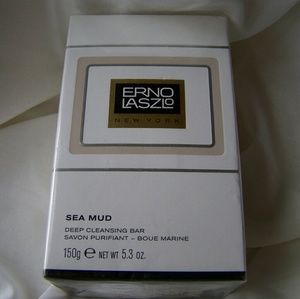 ERNO
LASZLO
NEW YORK
SEA MUD
DEEP CLEANSING BAR
SAVON PURIFIANT – BOUE MARINE
150g e NET WT 5.3 OZ.